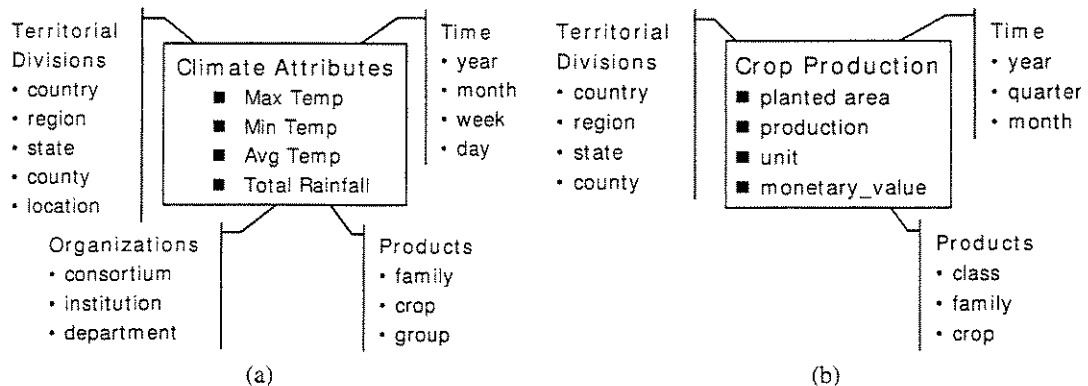 Territorial
Divisions
• country
• region
• state
• county
• location
Climate Attributes
■ Max Temp
■ Min Temp
■ Avg Temp
■ Total Rainfall
Time
• year
• month
• week
• day
Organizations
• consortium
• institution
• department
Products
• family
• crop
• group
(a)
Territorial
Divisions
• country
• region
• state
• county
Crop Production
■ planted area
■ production
■ unit
■ monetary_value
Time
• year
• quarter
• month
Products
• class
• family
• crop
(b)